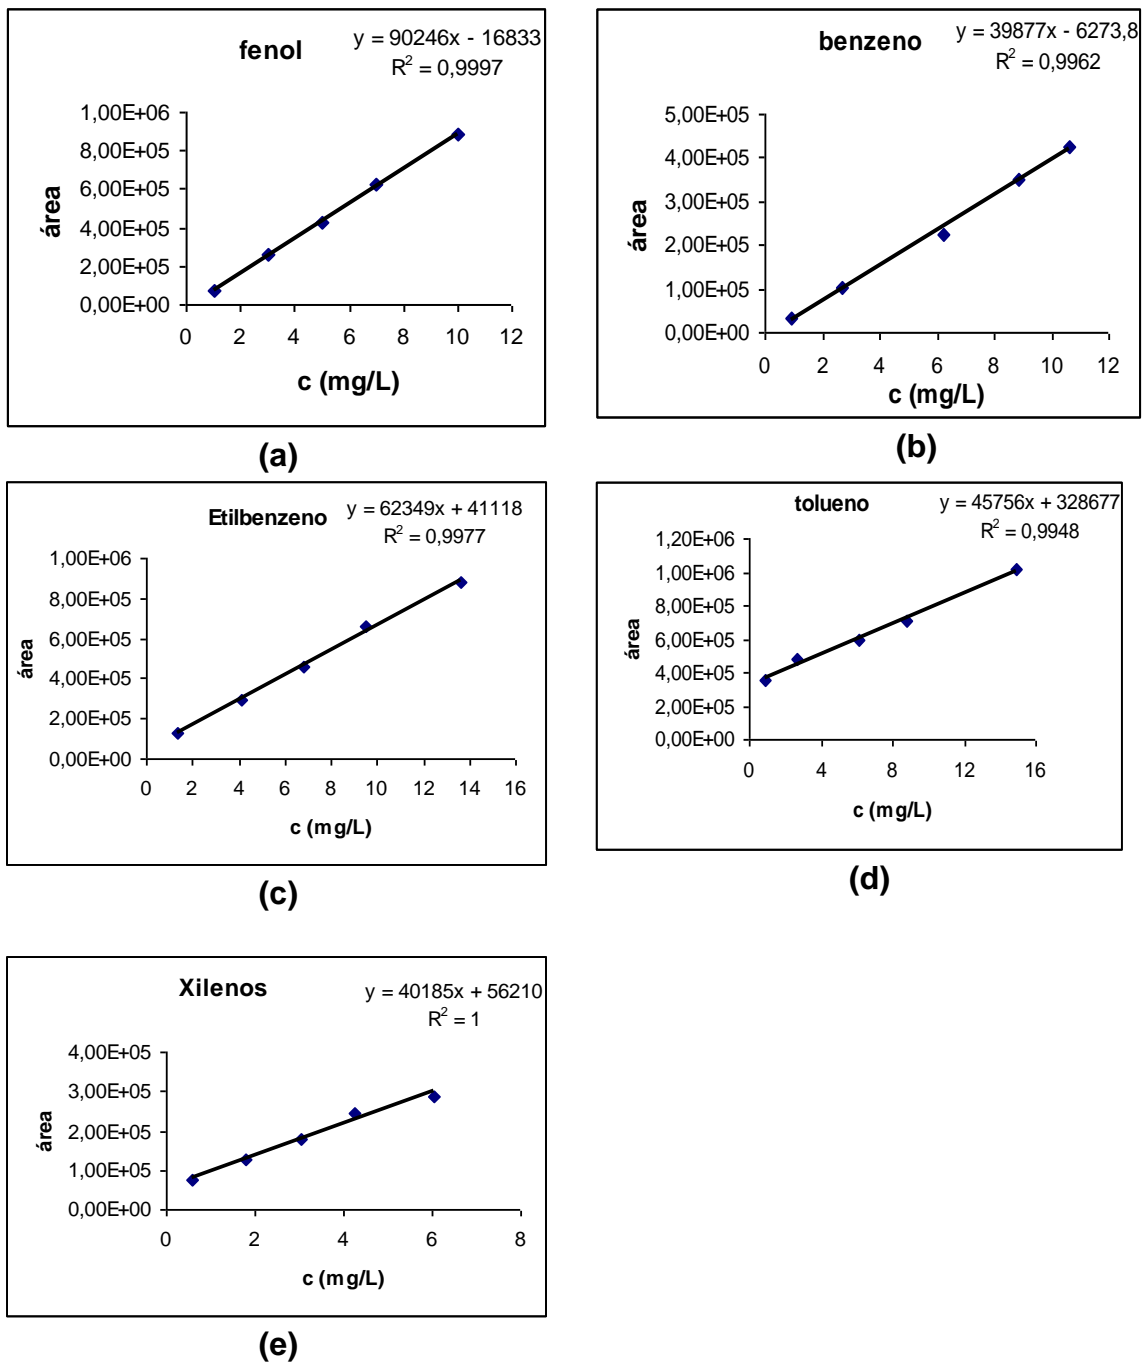 fenol
y = 90246x - 16833
R² = 0,9997
1,00E+06
8,00E+05
6,00E+05
4,00E+05
2,00E+05
0,00E+00
área
0 2 4 6 8 10 12
c (mg/L)
(a)
benzeno
y = 39877x - 6273,8
R² = 0,9962
5,00E+05
4,00E+05
3,00E+05
2,00E+05
1,00E+05
0,00E+00
área
0 2 4 6 8 10 12
c (mg/L)
(b)
Etilbenzeno
y = 62349x + 41118
R² = 0,9977
1,00E+06
8,00E+05
6,00E+05
4,00E+05
2,00E+05
0,00E+00
área
0 2 4 6 8 10 12 14 16
c (mg/L)
(c)
tolueno
y = 45756x + 328677
R² = 0,9948
1,20E+06
1,00E+06
8,00E+05
6,00E+05
4,00E+05
2,00E+05
0,00E+00
área
0 4 8 12 16
c (mg/L)
(d)
Xilenos
y = 40185x + 56210
R² = 1
4,00E+05
3,00E+05
2,00E+05
1,00E+05
0,00E+00
área
0 2 4 6 8
c (mg/L)
(e)